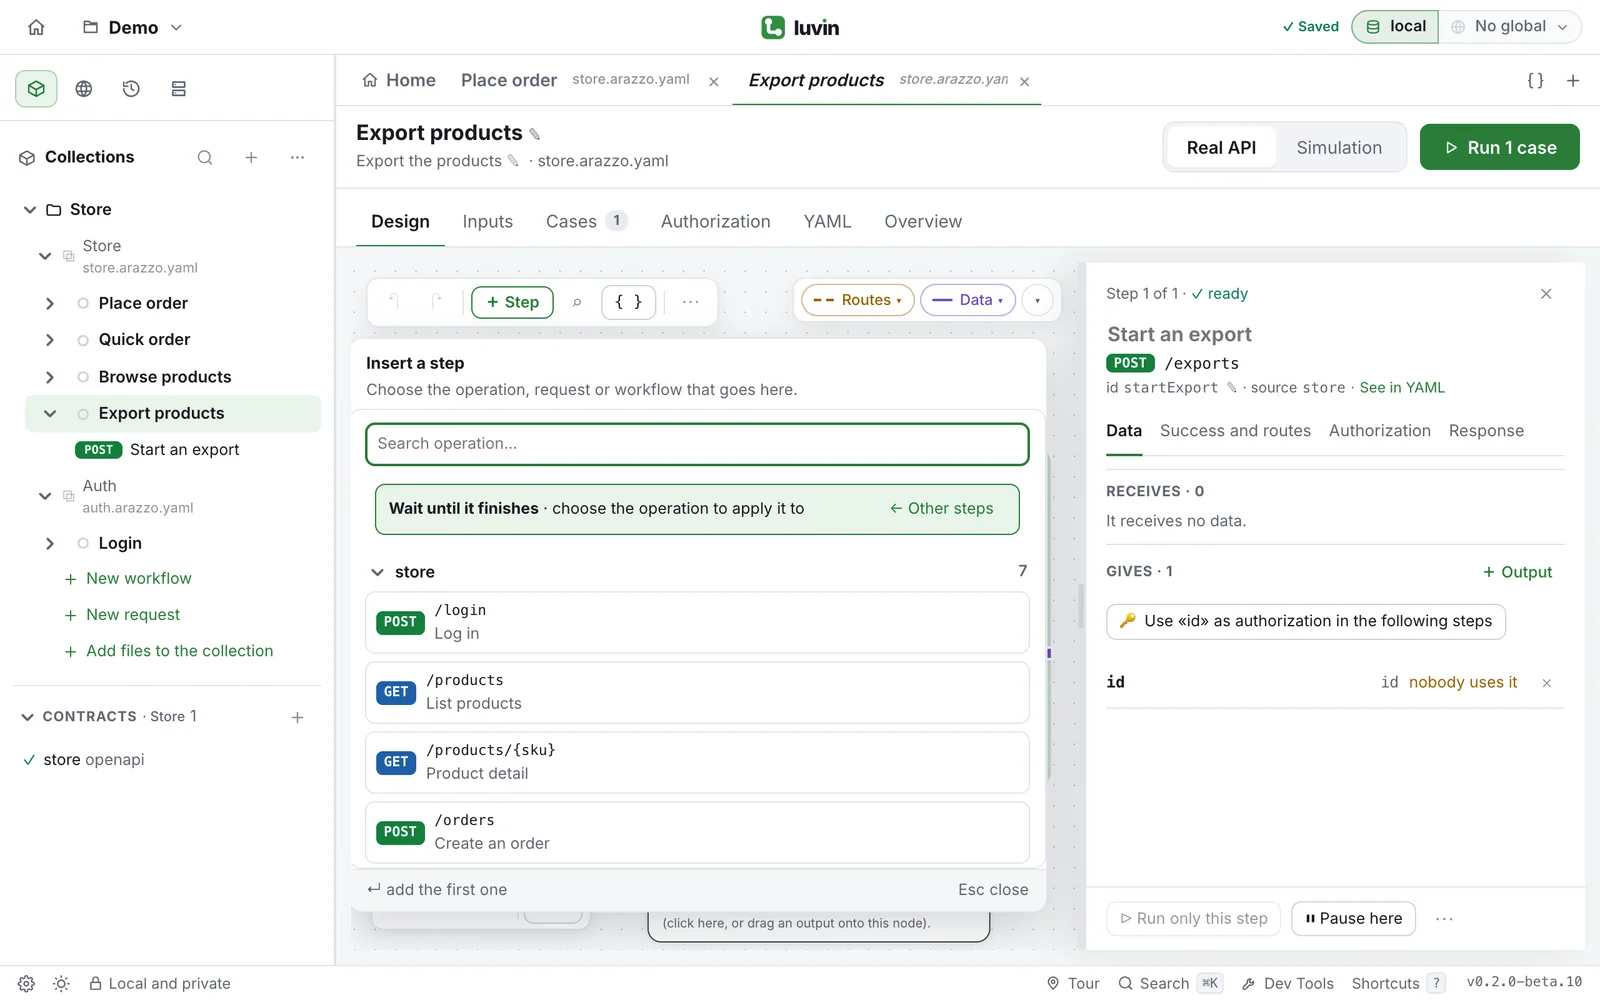 Demo
luvin
Saved
local
No global
Home
Place order store.arazzo.yaml
Export products store.arazzo.yan
{ }
Collections
Export products
Export the products · store.arazzo.yaml
Real API
Simulation
Run 1 case
Store
Store
store.arazzo.yaml
Place order
Quick order
Browse products
Export products
POST Start an export
Auth
auth.arazzo.yaml
Login
+ New workflow
+ New request
+ Add files to the collection
CONTRACTS · Store 1
store openapi
Design
Inputs
Cases 1
Authorization
YAML
Overview
+ Step
{ }
Routes
Data
Insert a step
Choose the operation, request or workflow that goes here.
Search operation...
Wait until it finishes · choose the operation to apply it to
← Other steps
store 7
POST /login
Log in
GET /products
List products
GET /products/{sku}
Product detail
POST /orders
Create an order
↵ add the first one
Esc close
(click here, or drag an output onto this node).
Step 1 of 1 · ✓ ready
Start an export
POST /exports
id startExport · source store · See in YAML
Data
Success and routes
Authorization
Response
RECEIVES · 0
It receives no data.
GIVES · 1
+ Output
Use «id» as authorization in the following steps
id
id nobody uses it
Run only this step
Pause here
Local and private
Tour
Search ⌘K
Dev Tools
Shortcuts ?
v0.2.0-beta.10